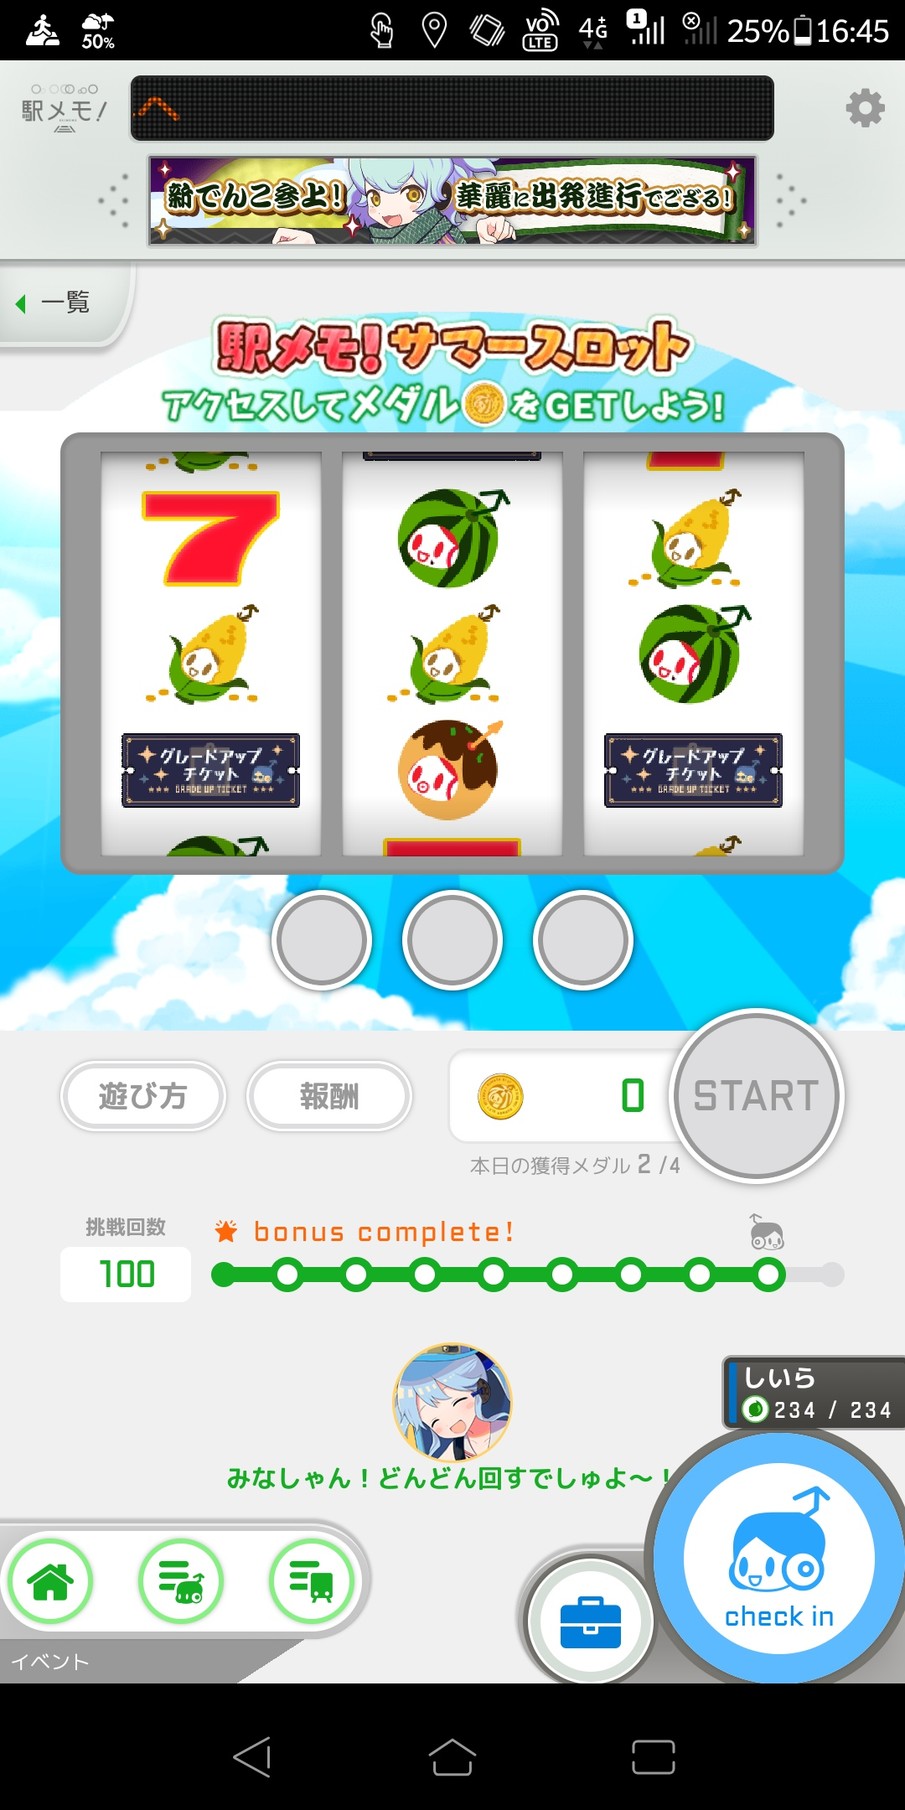 50%
VO
LTE
4G
1
25%
16:45
駅メモ!
新でんこ参上!
華麗に出発進行でござる!
一覧
駅メモ!サマースロット
アクセスしてメダルをGETしよう!
グレードアップ
チケット
GRADE UP TICKET
グレードアップ
チケット
GRADE UP TICKET
遊び方
報酬
0
START
本日の獲得メダル 2 /4
挑戦回数
bonus complete!
100
しいら
234 / 234
みなしゃん!どんどん回すでしゅよ〜!
check in
イベント